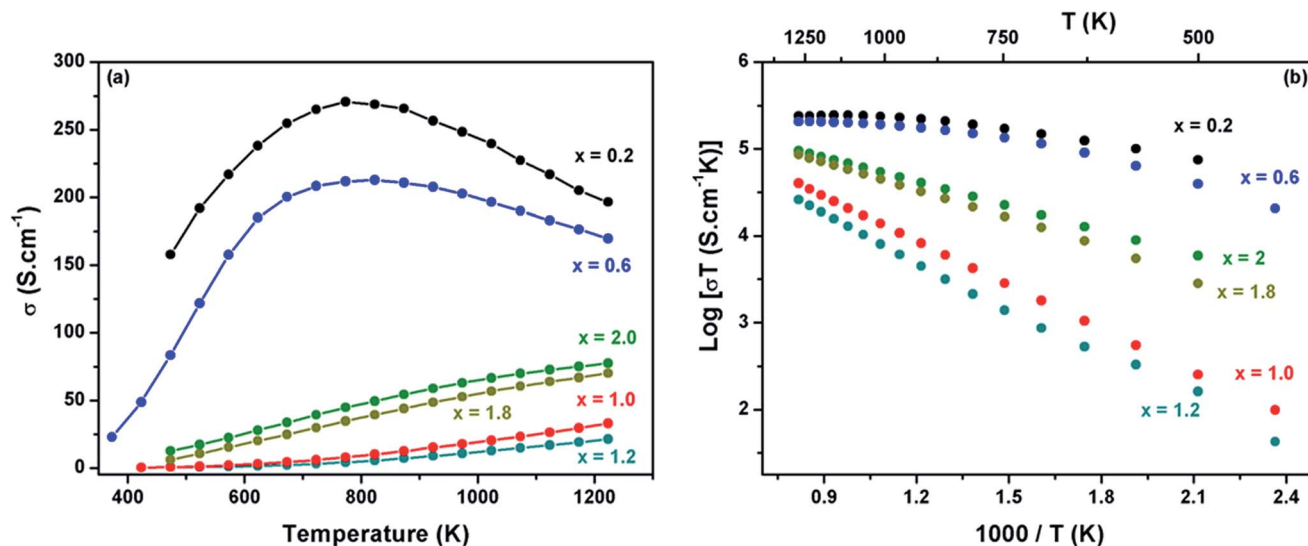 (a)
300
250
200
150
100
50
0
σ (S.cm⁻¹)
x = 0.2
x = 0.6
x = 2.0
x = 1.8
x = 1.0
x = 1.2
400 600 800 1000 1200
Temperature (K)
T (K)
1250 1000 750 500
(b)
6
5
4
3
2
Log [σT (S.cm⁻¹K)]
x = 0.2
x = 0.6
x = 2
x = 1.8
x = 1.0
x = 1.2
0.9 1.2 1.5 1.8 2.1 2.4
1000 / T (K)